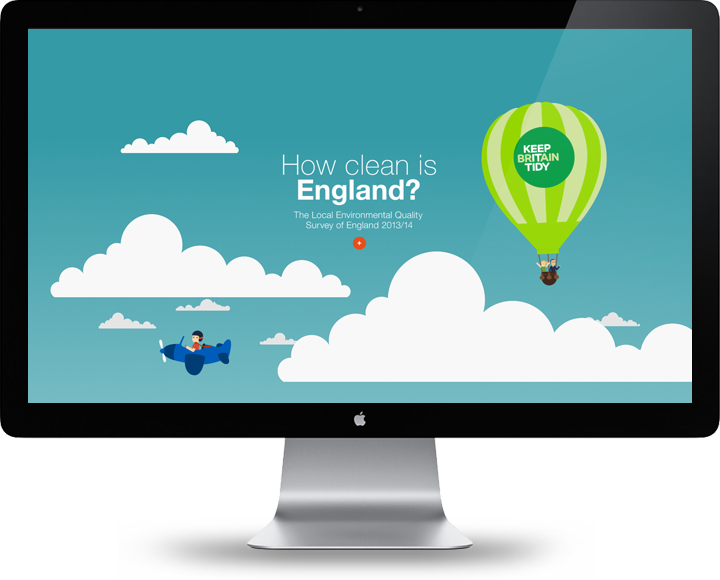 How clean is
England?
The Local Environmental Quality
Survey of England 2013/14
+
KEEP
BRITAIN
TIDY